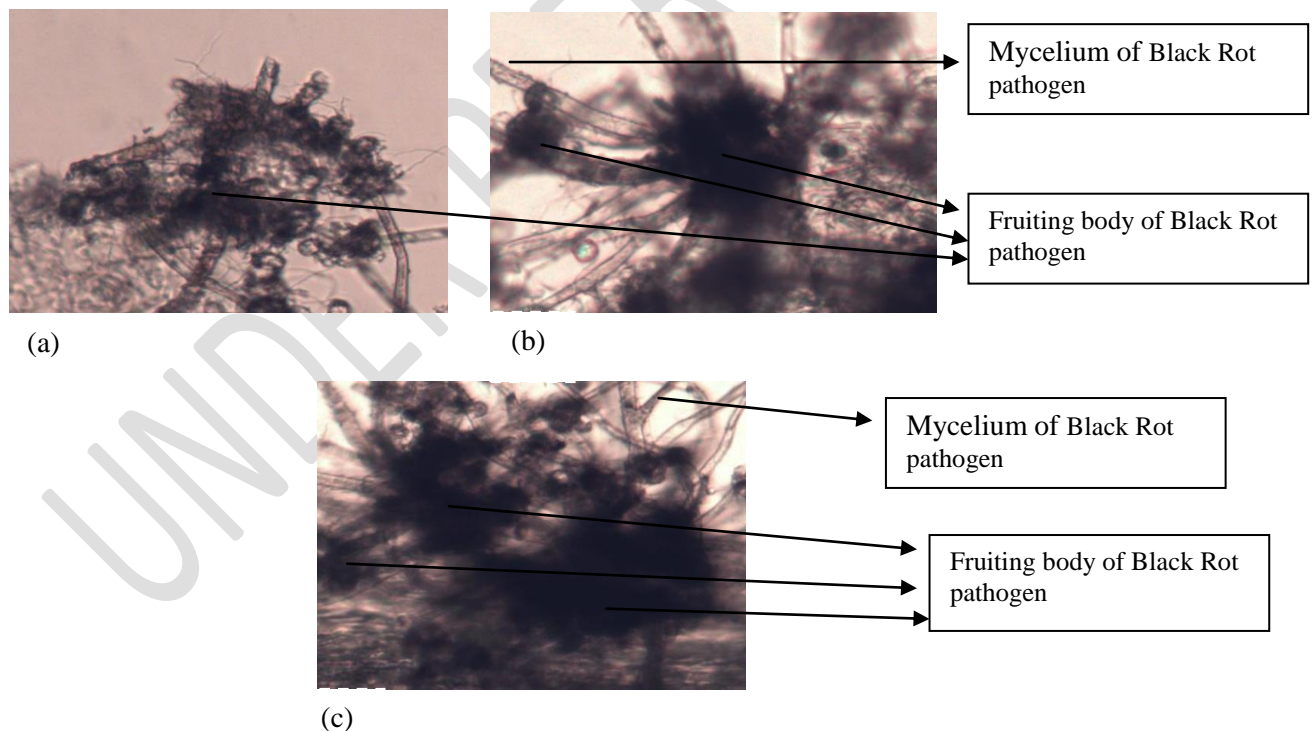 Mycelium of Black Rot
pathogen
Fruiting body of Black Rot
pathogen
(a)
(b)
Mycelium of Black Rot
pathogen
Fruiting body of Black Rot
pathogen
(c)